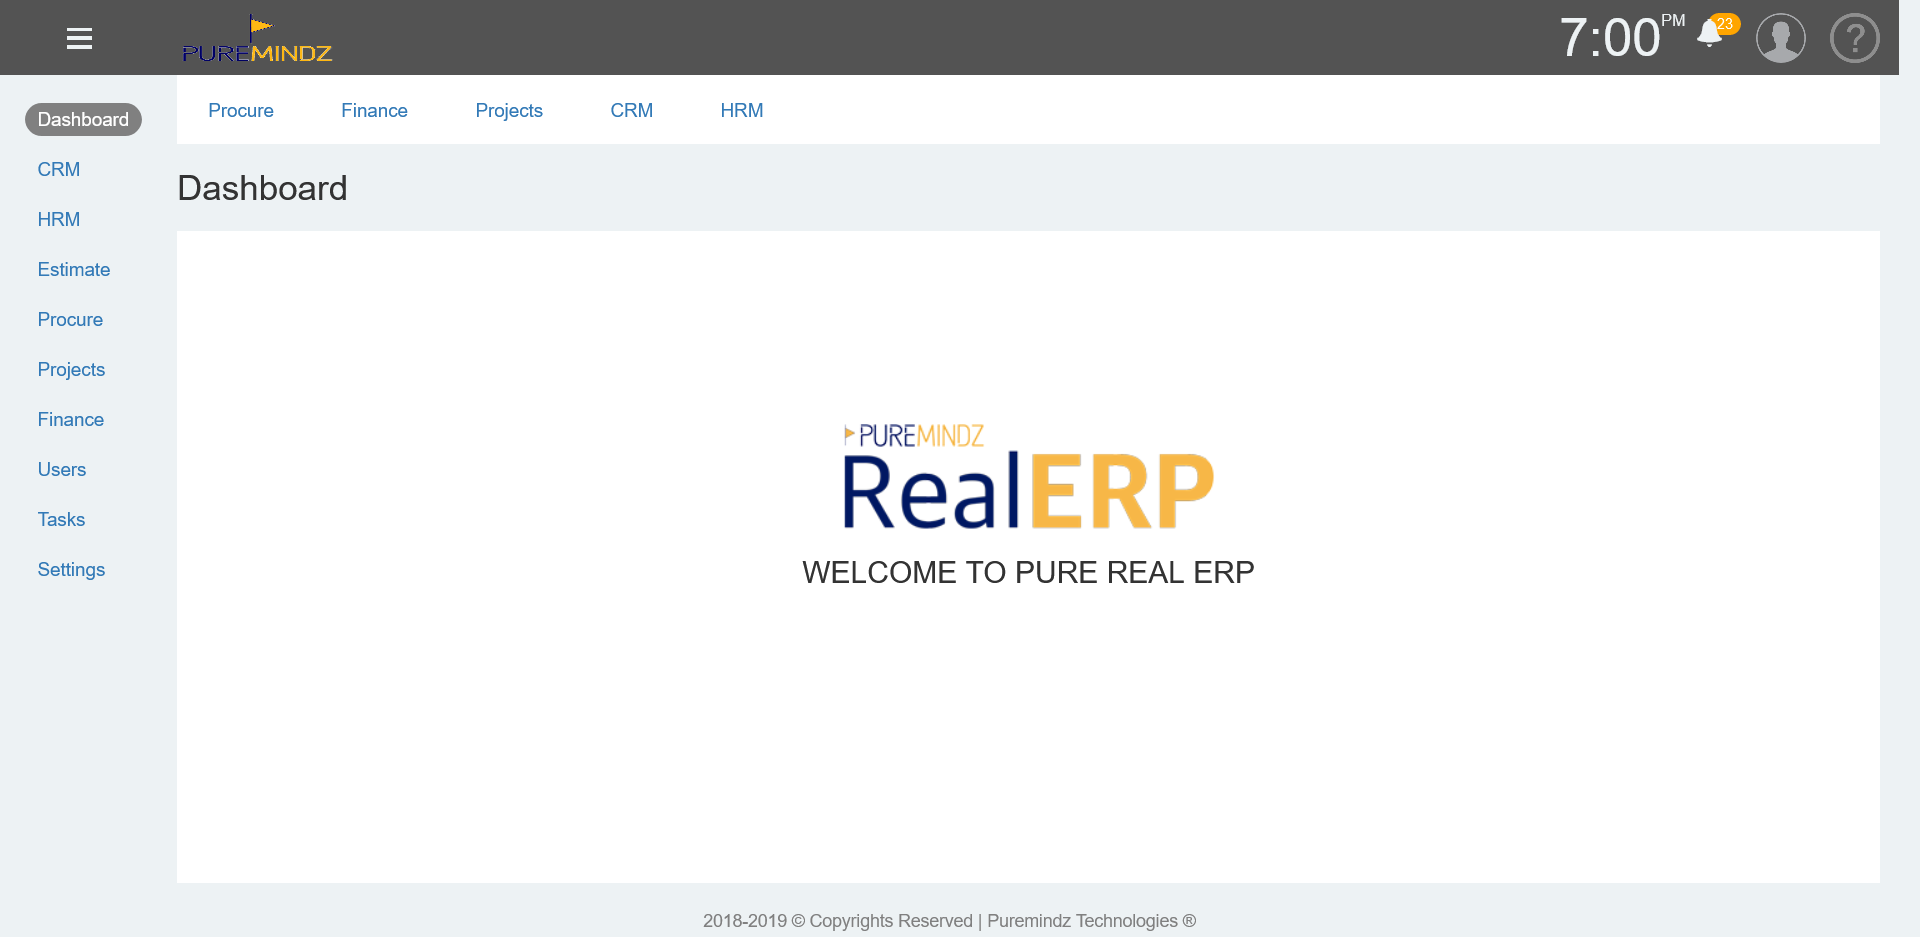 PUREMINDZ
7:00 PM
23
?
Dashboard
CRM
HRM
Estimate
Procure
Projects
Finance
Users
Tasks
Settings
Procure Finance Projects CRM HRM
Dashboard
PUREMINDZ
RealERP
WELCOME TO PURE REAL ERP
2018-2019 © Copyrights Reserved | Puremindz Technologies ®